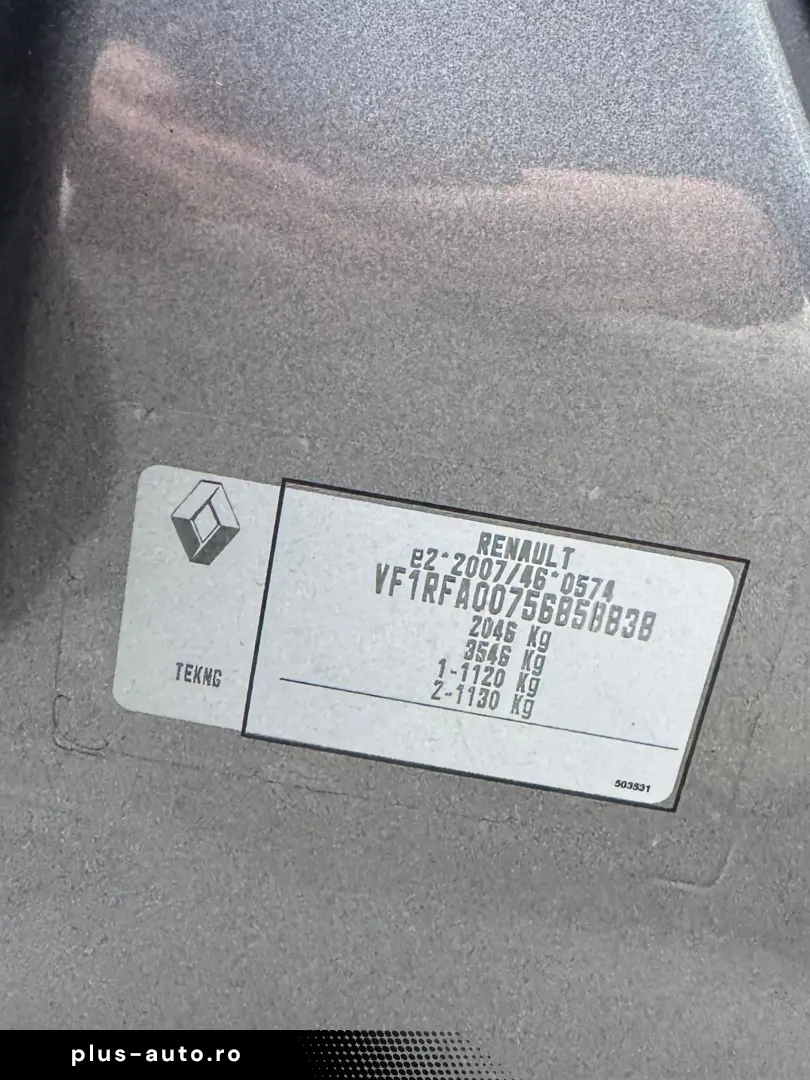 RENAULT
e2*2007/46*0574
VF1RFA00756858838
2046 Kg
3546 Kg
1-1120 Kg
2-1130 Kg
TEKNG
503531
plus-auto.ro